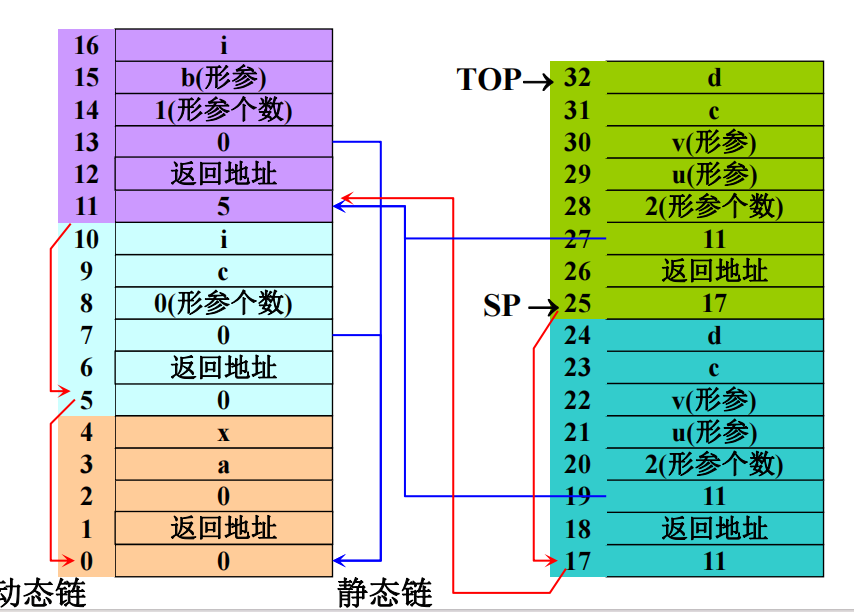 16 i
15 b(形参)
14 1(形参个数)
13 0
12 返回地址
11 5
10 i
9 c
8 0(形参个数)
7 0
6 返回地址
5 0
4 x
3 a
2 0
1 返回地址
0 0
动态链
静态链
TOP 32 d
31 c
30 v(形参)
29 u(形参)
28 2(形参个数)
27 11
26 返回地址
SP 25 17
24 d
23 c
22 v(形参)
21 u(形参)
20 2(形参个数)
19 11
18 返回地址
17 11